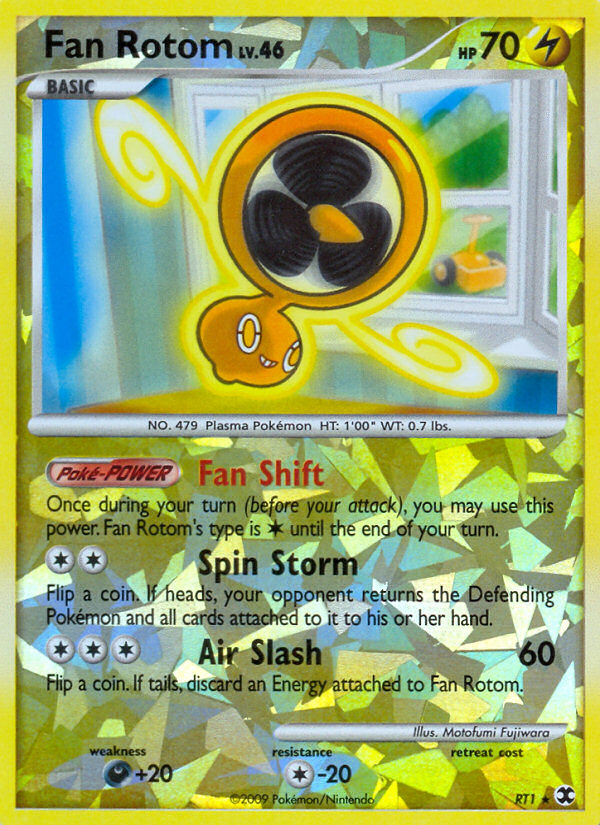 Fan Rotom LV.46 HP 70
BASIC
NO. 479 Plasma Pokémon HT: 1'00" WT: 0.7 lbs.
Poké-POWER Fan Shift
Once during your turn (before your attack), you may use this
power. Fan Rotom's type is until the end of your turn.
Spin Storm
Flip a coin. If heads, your opponent returns the Defending
Pokémon and all cards attached to it to his or her hand.
Air Slash 60
Flip a coin. If tails, discard an Energy attached to Fan Rotom.
Illus. Motofumi Fujiwara
weakness resistance retreat cost
+20 -20
©2009 Pokémon/Nintendo RT1 ★